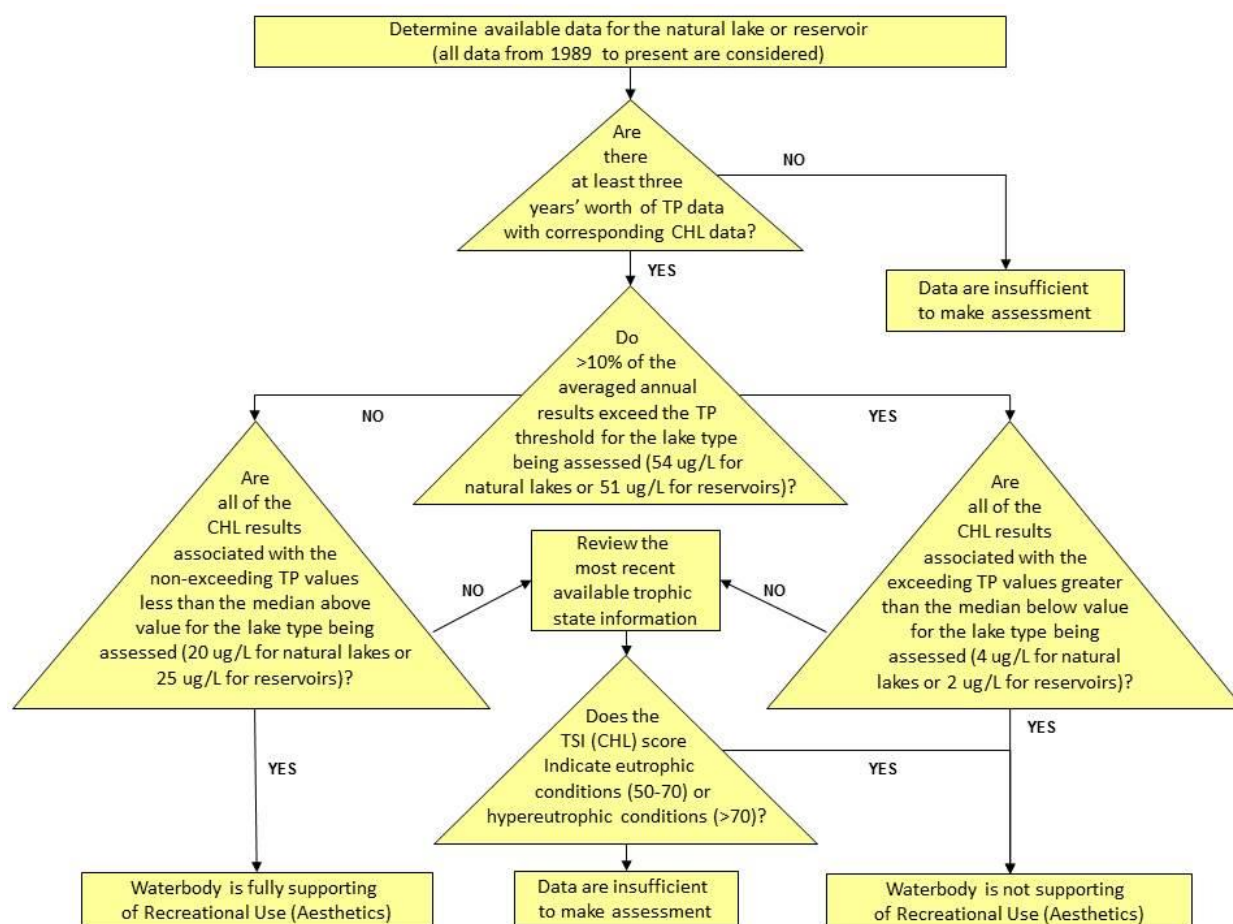 Determine available data for the natural lake or reservoir
(all data from 1989 to present are considered)
Are
there
at least three
years' worth of TP data
with corresponding CHL data?
NO
YES
Data are insufficient
to make assessment
Do
>10% of the
averaged annual
results exceed the TP
threshold for the lake type
being assessed (54 ug/L for
natural lakes or 51 ug/L for reservoirs)?
NO
YES
Are
all of the
CHL results
associated with the
non-exceeding TP values
less than the median above
value for the lake type being
assessed (20 ug/L for natural lakes or
25 ug/L for reservoirs)?
NO
Review the
most recent
available trophic
state information
NO
Are
all of the
CHL results
associated with the
exceeding TP values greater
than the median below value
for the lake type being
assessed (4 ug/L for natural
lakes or 2 ug/L for reservoirs)?
YES
Does the
TSI (CHL) score
Indicate eutrophic
conditions (50-70) or
hypereutrophic conditions (>70)?
YES
YES
Waterbody is fully supporting
of Recreational Use (Aesthetics)
Data are insufficient
to make assessment
Waterbody is not supporting
of Recreational Use (Aesthetics)